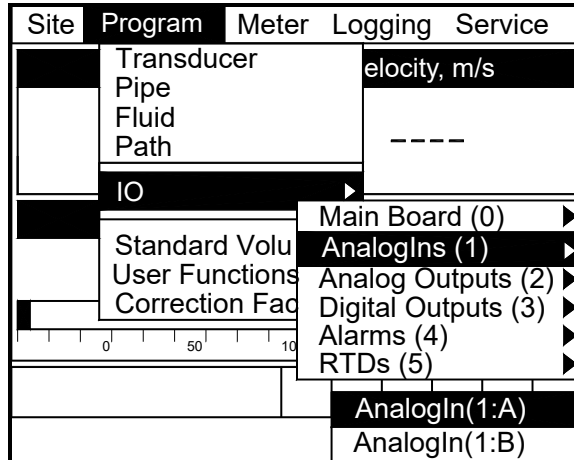 Site Program Meter Logging Service
Transducer
elocity, m/s
Pipe
Fluid
Path
----
IO
Main Board (0)
Standard Volu
AnalogIns (1)
User Functions
Analog Outputs (2)
Correction Fac
Digital Outputs (3)
Alarms (4)
0 50 10
RTDs (5)
AnalogIn(1:A)
AnalogIn(1:B)